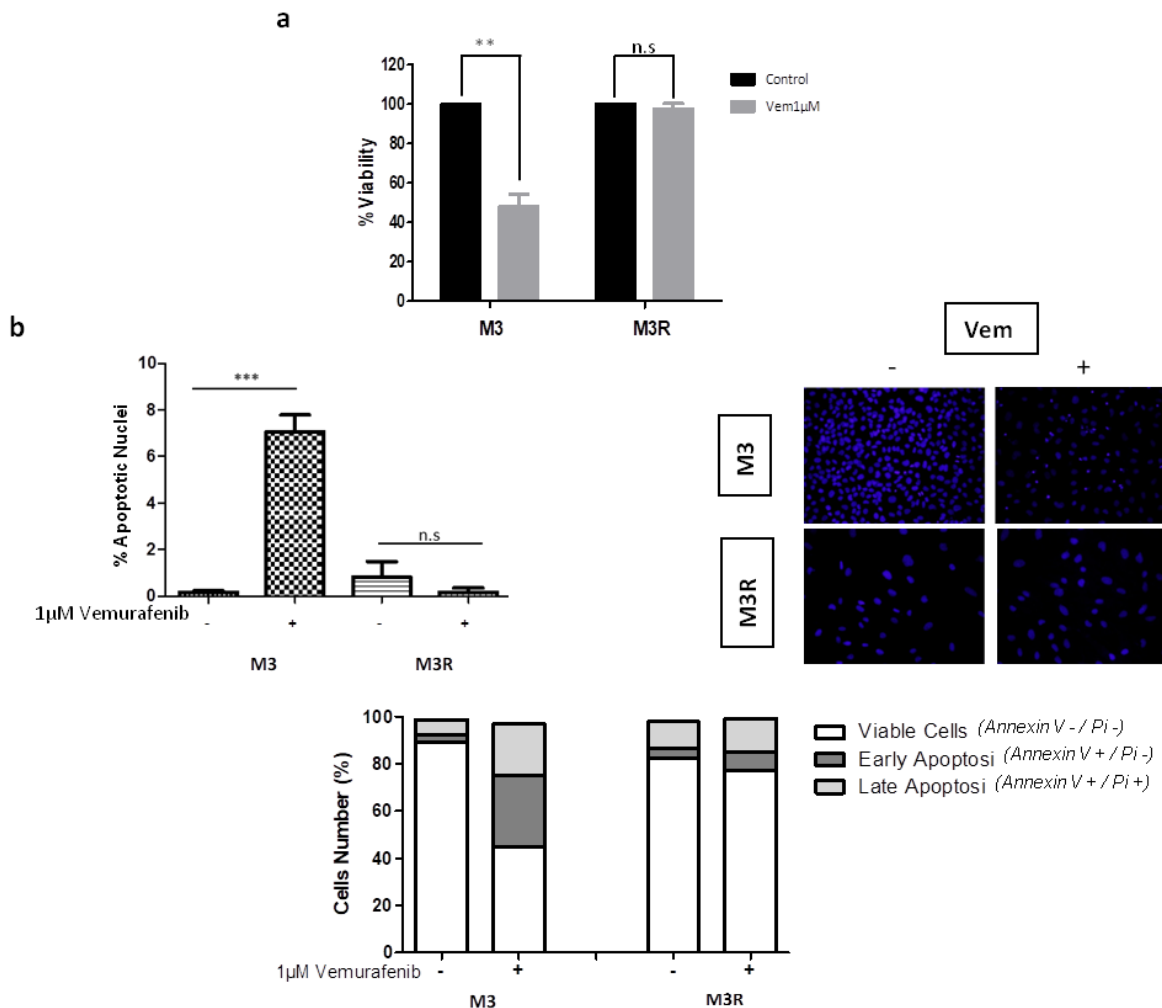 a
**
n.s
120
100
80
60
40
20
0
% Viability
M3
M3R
Control
Vem1µM
b
10
8
6
4
2
0
% Apoptotic Nuclei
***
n.s
1µM Vemurafenib
-
+
-
+
M3
M3R
Vem
-
+
M3
M3R
100
80
60
40
20
0
Cells Number (%)
1µM Vemurafenib
-
+
-
+
M3
M3R
Viable Cells (Annexin V - / Pi -)
Early Apoptosi (Annexin V + / Pi -)
Late Apoptosi (Annexin V + / Pi +)